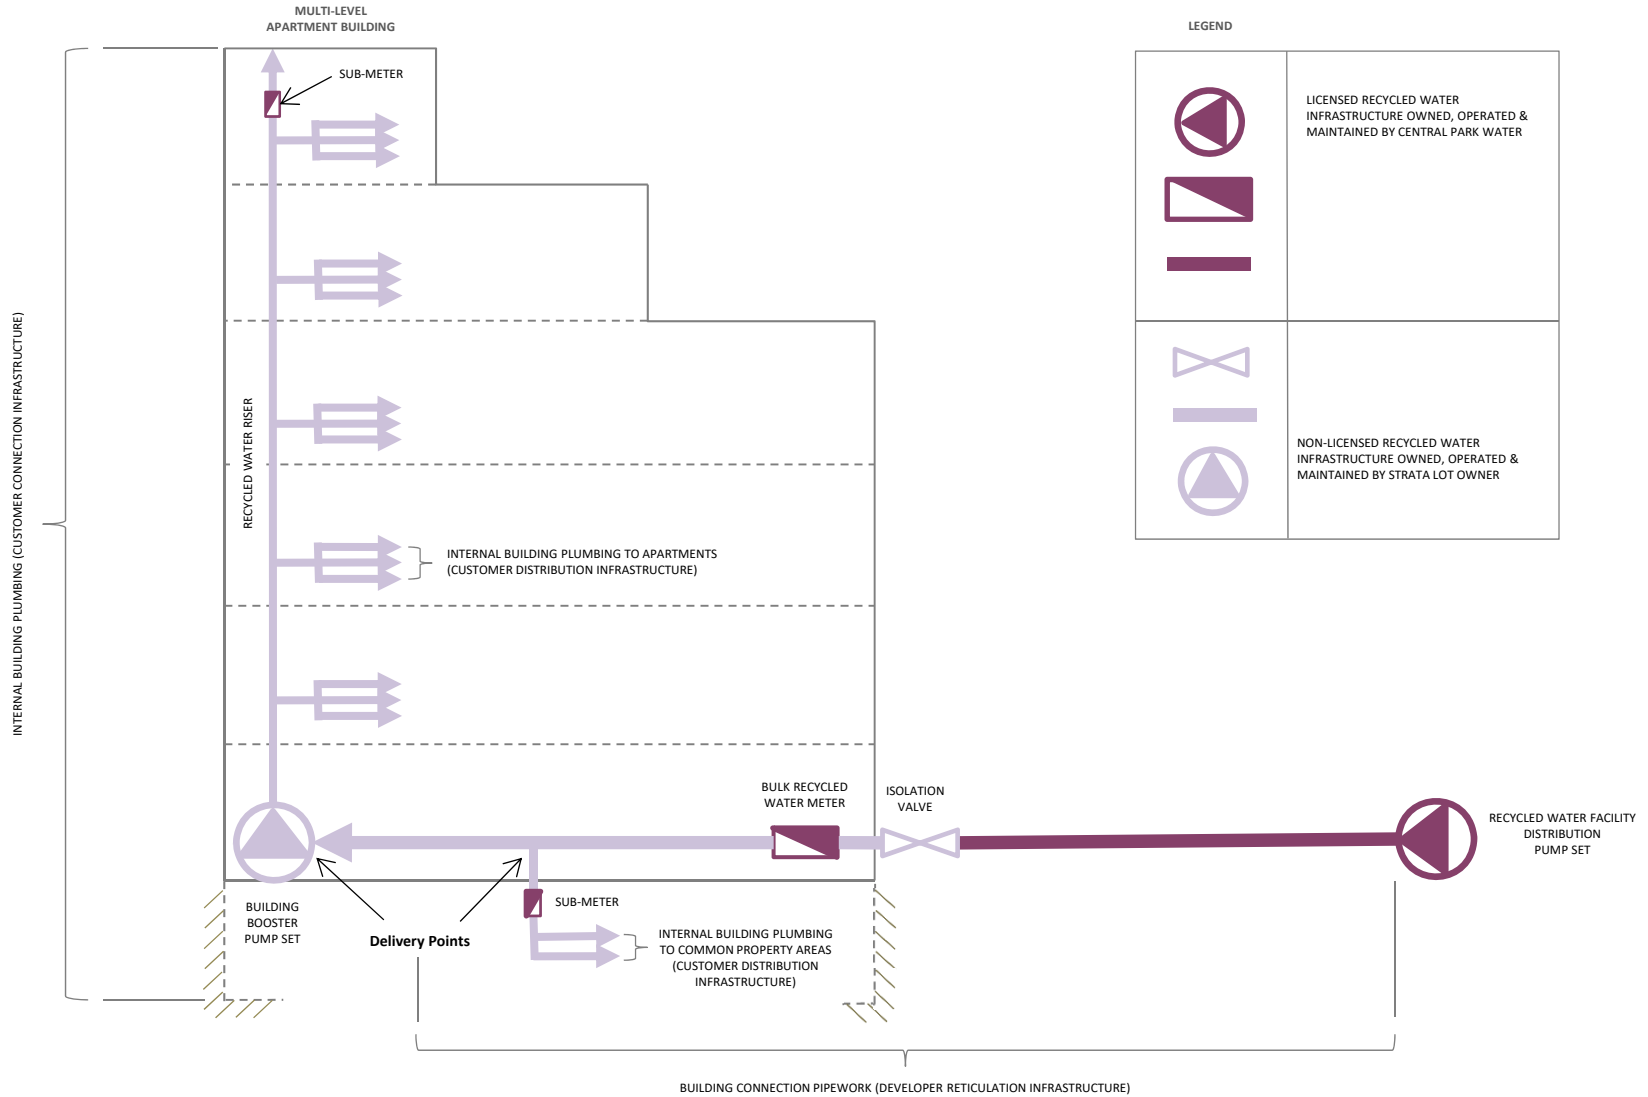 MULTI-LEVEL
APARTMENT BUILDING
LEGEND
SUB-METER
LICENSED RECYCLED WATER
INFRASTRUCTURE OWNED, OPERATED &
MAINTAINED BY CENTRAL PARK WATER
NON-LICENSED RECYCLED WATER
INFRASTRUCTURE OWNED, OPERATED &
MAINTAINED BY STRATA LOT OWNER
INTERNAL BUILDING PLUMBING (CUSTOMER CONNECTION INFRASTRUCTURE)
RECYCLED WATER RISER
INTERNAL BUILDING PLUMBING TO APARTMENTS
(CUSTOMER DISTRIBUTION INFRASTRUCTURE)
BULK RECYCLED
WATER METER
ISOLATION
VALVE
RECYCLED WATER FACILITY
DISTRIBUTION
PUMP SET
BUILDING
BOOSTER
PUMP SET
Delivery Points
SUB-METER
INTERNAL BUILDING PLUMBING
TO COMMON PROPERTY AREAS
(CUSTOMER DISTRIBUTION
INFRASTRUCTURE)
BUILDING CONNECTION PIPEWORK (DEVELOPER RETICULATION INFRASTRUCTURE)